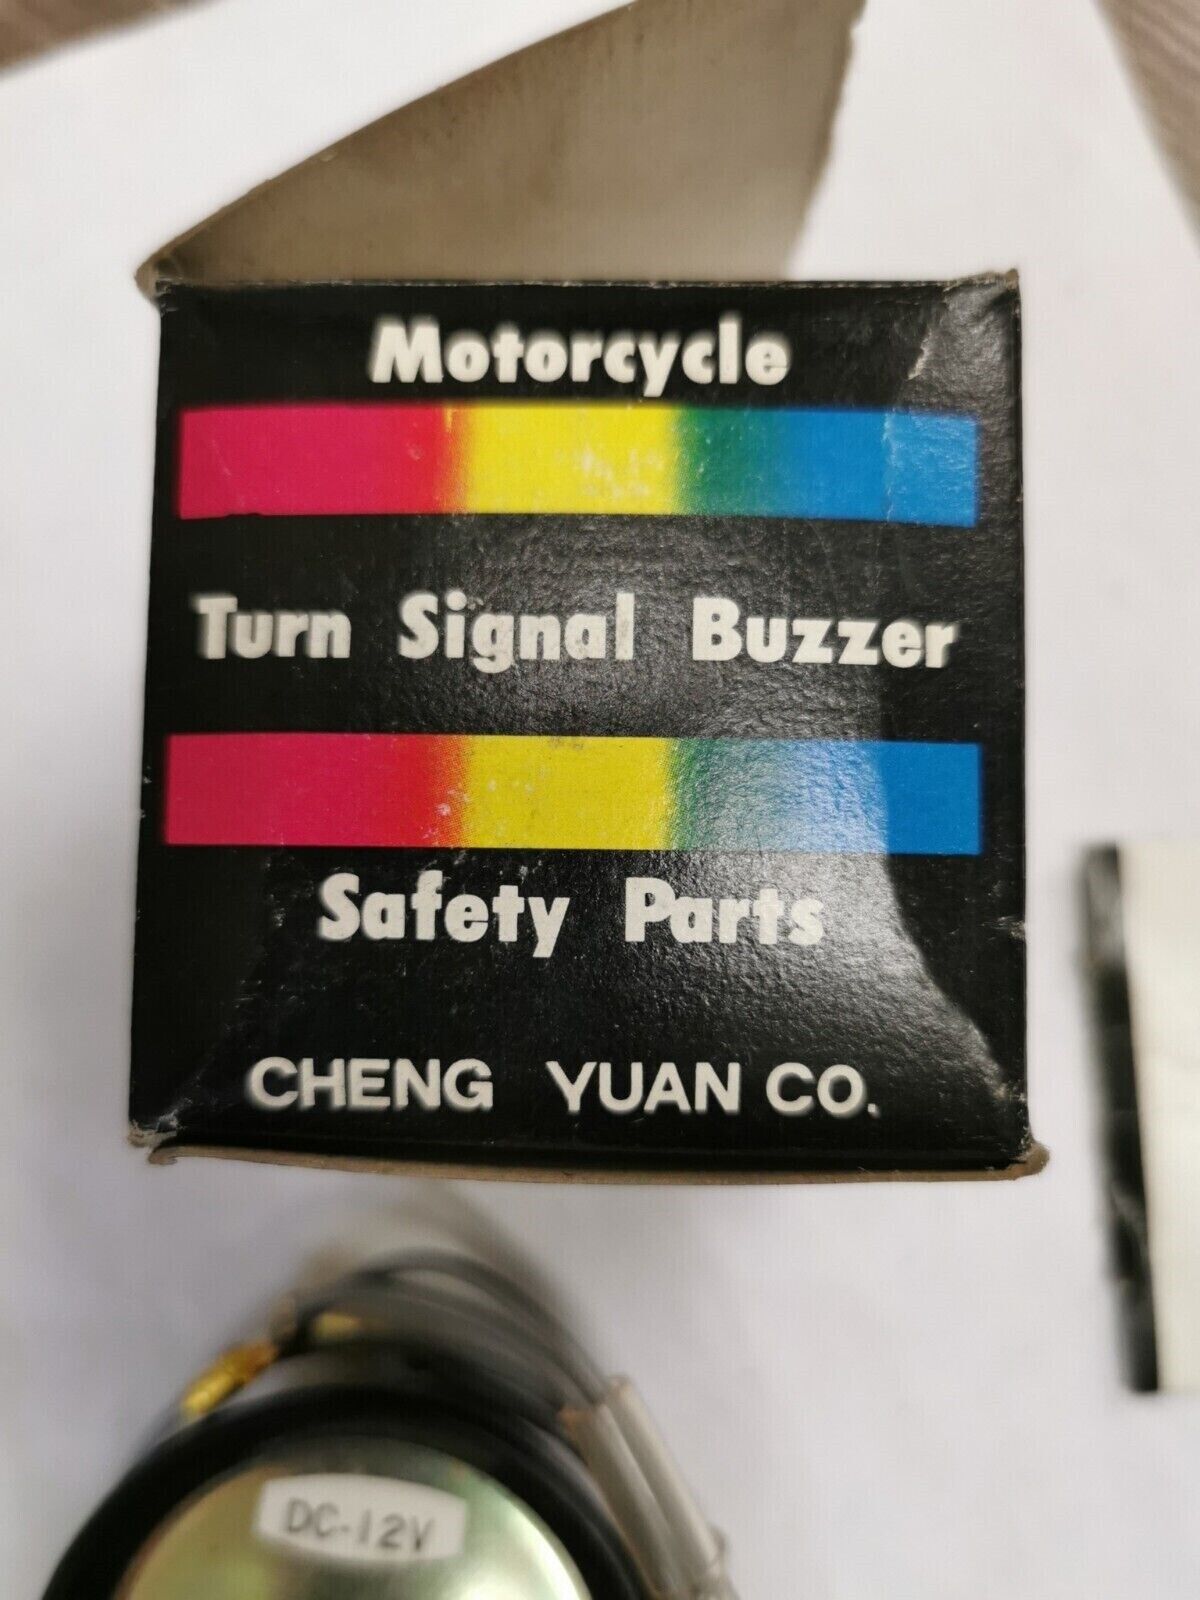 Motorcycle
Turn Signal Buzzer
Safety Parts
CHENG YUAN CO.
DC-12V